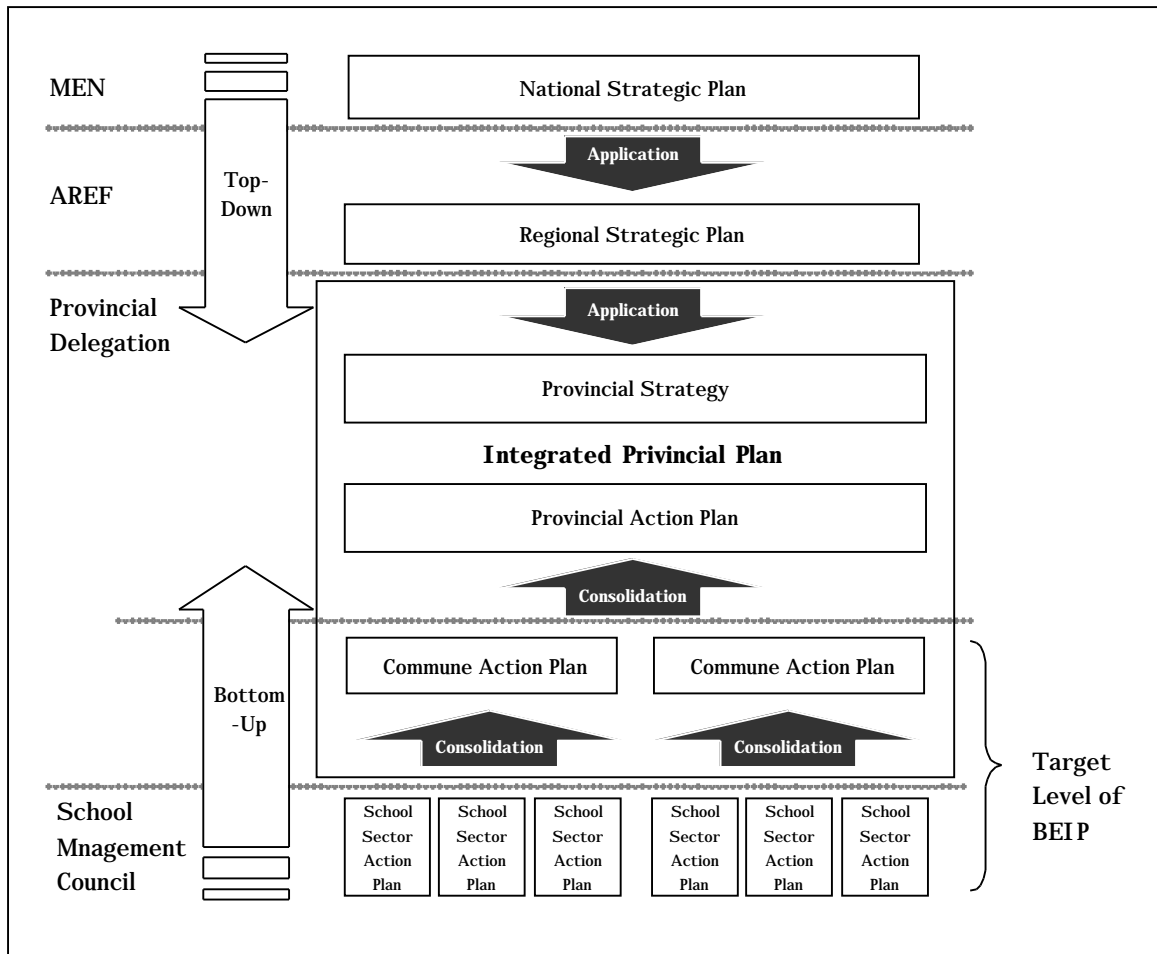 MEN
National Strategic Plan
Application
AREF
Top-
Down
Regional Strategic Plan
Provincial
Delegation
Application
Provincial Strategy
Integrated Privincial Plan
Provincial Action Plan
Consolidation
Commune Action Plan
Commune Action Plan
Bottom
-Up
Consolidation
Consolidation
Target
Level of
BEIP
School
Mnagement
Council
School
Sector
Action
Plan
School
Sector
Action
Plan
School
Sector
Action
Plan
School
Sector
Action
Plan
School
Sector
Action
Plan
School
Sector
Action
Plan